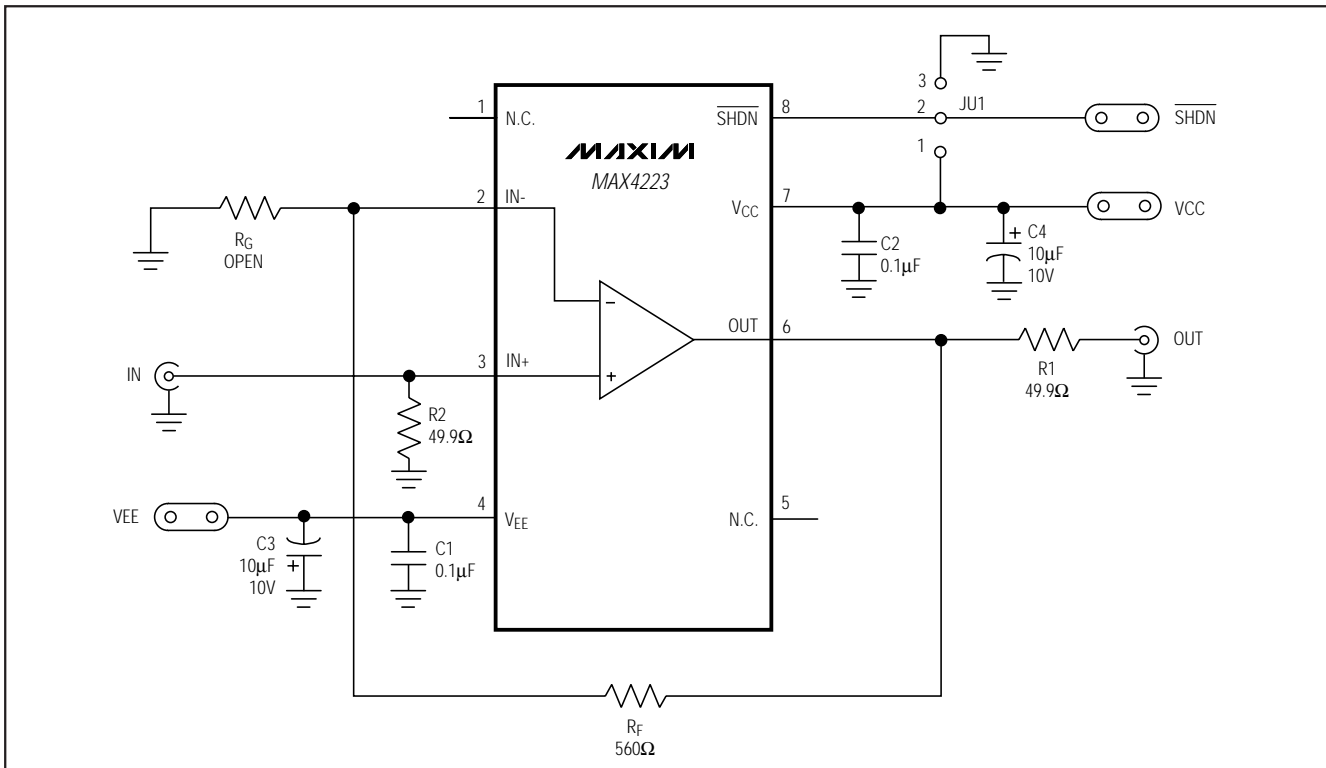 3
1
N.C.
SHDN
8
2
JU1
SHDN
MAXIM
MAX4223
1
2
IN-
VCC
7
VCC
RG
OPEN
C2
0.1µF
+
C4
10µF
10V
−
OUT
6
OUT
IN
3
IN+
+
R1
49.9Ω
R2
49.9Ω
VEE
4
VEE
5
N.C.
C3
10µF
+
10V
C1
0.1µF
RF
560Ω